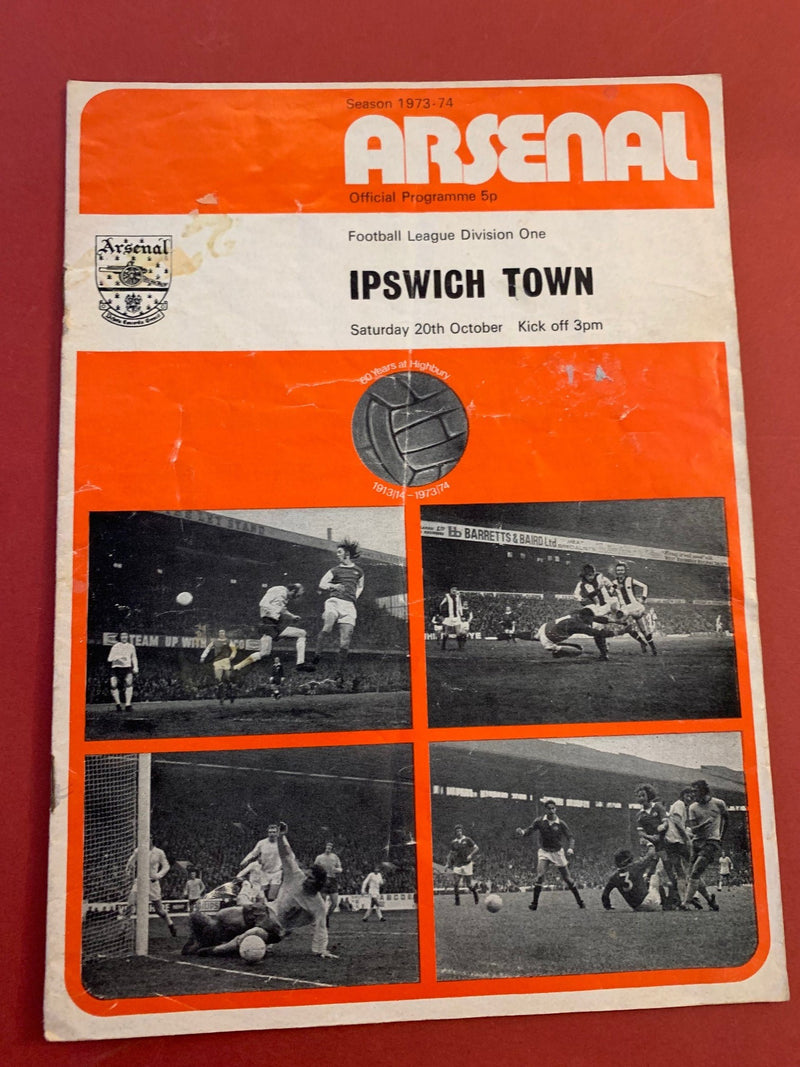 Season 1973-74
ARSENAL
Official Programme 5p
Football League Division One
Arsenal
IPSWICH TOWN
Saturday 20th October Kick off 3pm
60 Years at Highbury
1913/14-1973/74
BARRETTS & BAIRD Ltd.
TEAM UP WITH